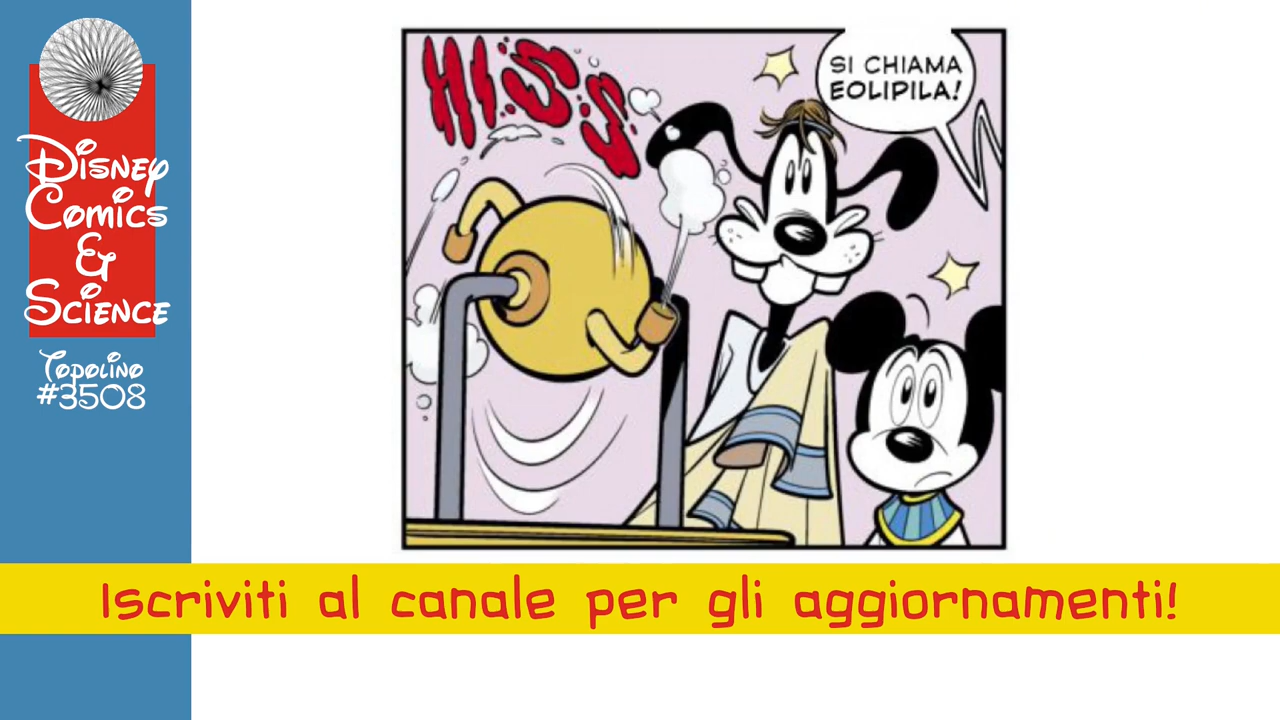 Disney
Comics
&
Science
Topolino
#3508
HISS
SI CHIAMA
EOLIPILA!
Iscriviti al canale per gli aggiornamenti!